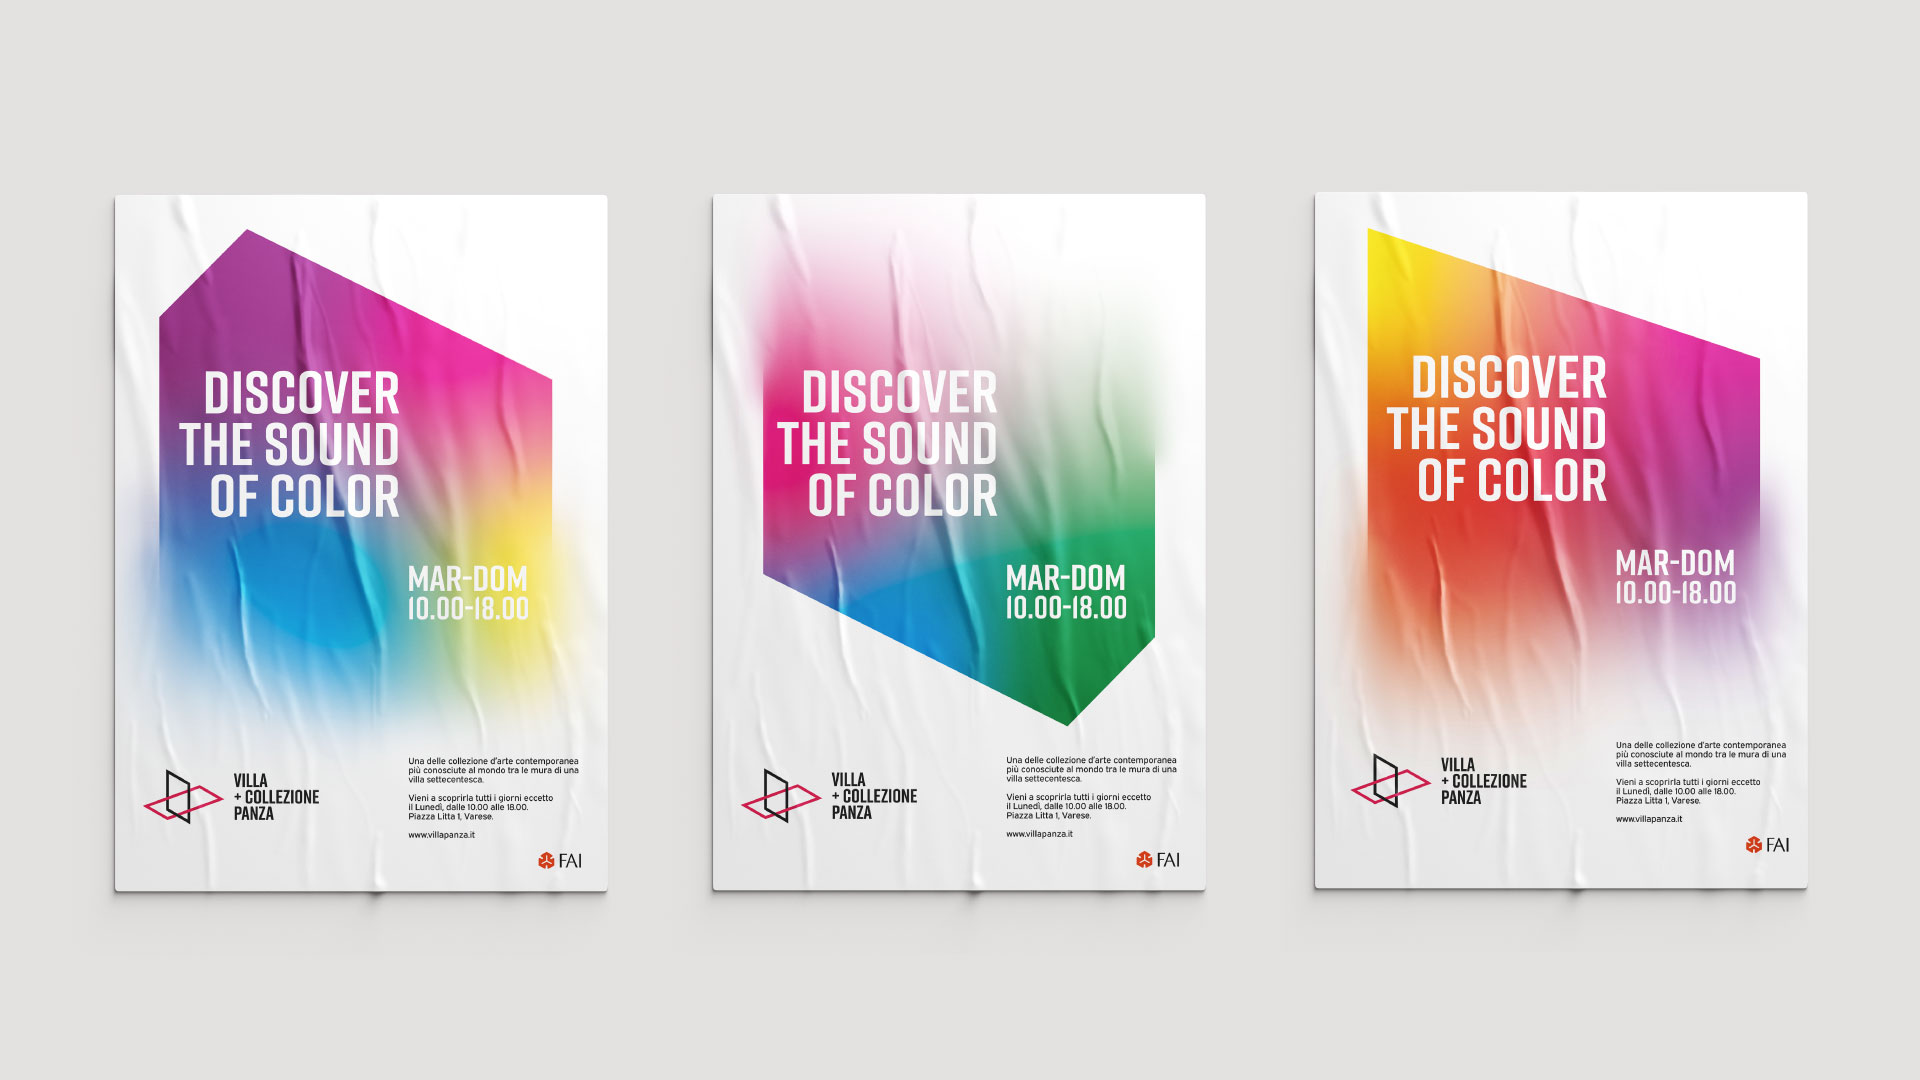 DISCOVER
THE SOUND
OF COLOR
MAR-DOM
10.00-18.00
VILLA
+ COLLEZIONE
PANZA
Una delle collezione d'arte contemporanea
più conosciute al mondo tra le mura di una
villa settecentesca.
Vieni a scoprirla tutti i giorni eccetto
il Lunedì, dalle 10.00 alle 18.00.
Piazza Litta 1, Varese.
www.villapanza.it
FAI
DISCOVER
THE SOUND
OF COLOR
MAR-DOM
10.00-18.00
VILLA
+ COLLEZIONE
PANZA
Una delle collezione d'arte contemporanea
più conosciute al mondo tra le mura di una
villa settecentesca.
Vieni a scoprirla tutti i giorni eccetto
il Lunedì, dalle 10.00 alle 18.00.
Piazza Litta 1, Varese.
www.villapanza.it
FAI
DISCOVER
THE SOUND
OF COLOR
MAR-DOM
10.00-18.00
VILLA
+ COLLEZIONE
PANZA
Una delle collezione d'arte contemporanea
più conosciute al mondo tra le mura di una
villa settecentesca.
Vieni a scoprirla tutti i giorni eccetto
il Lunedì, dalle 10.00 alle 18.00.
Piazza Litta 1, Varese.
www.villapanza.it
FAI